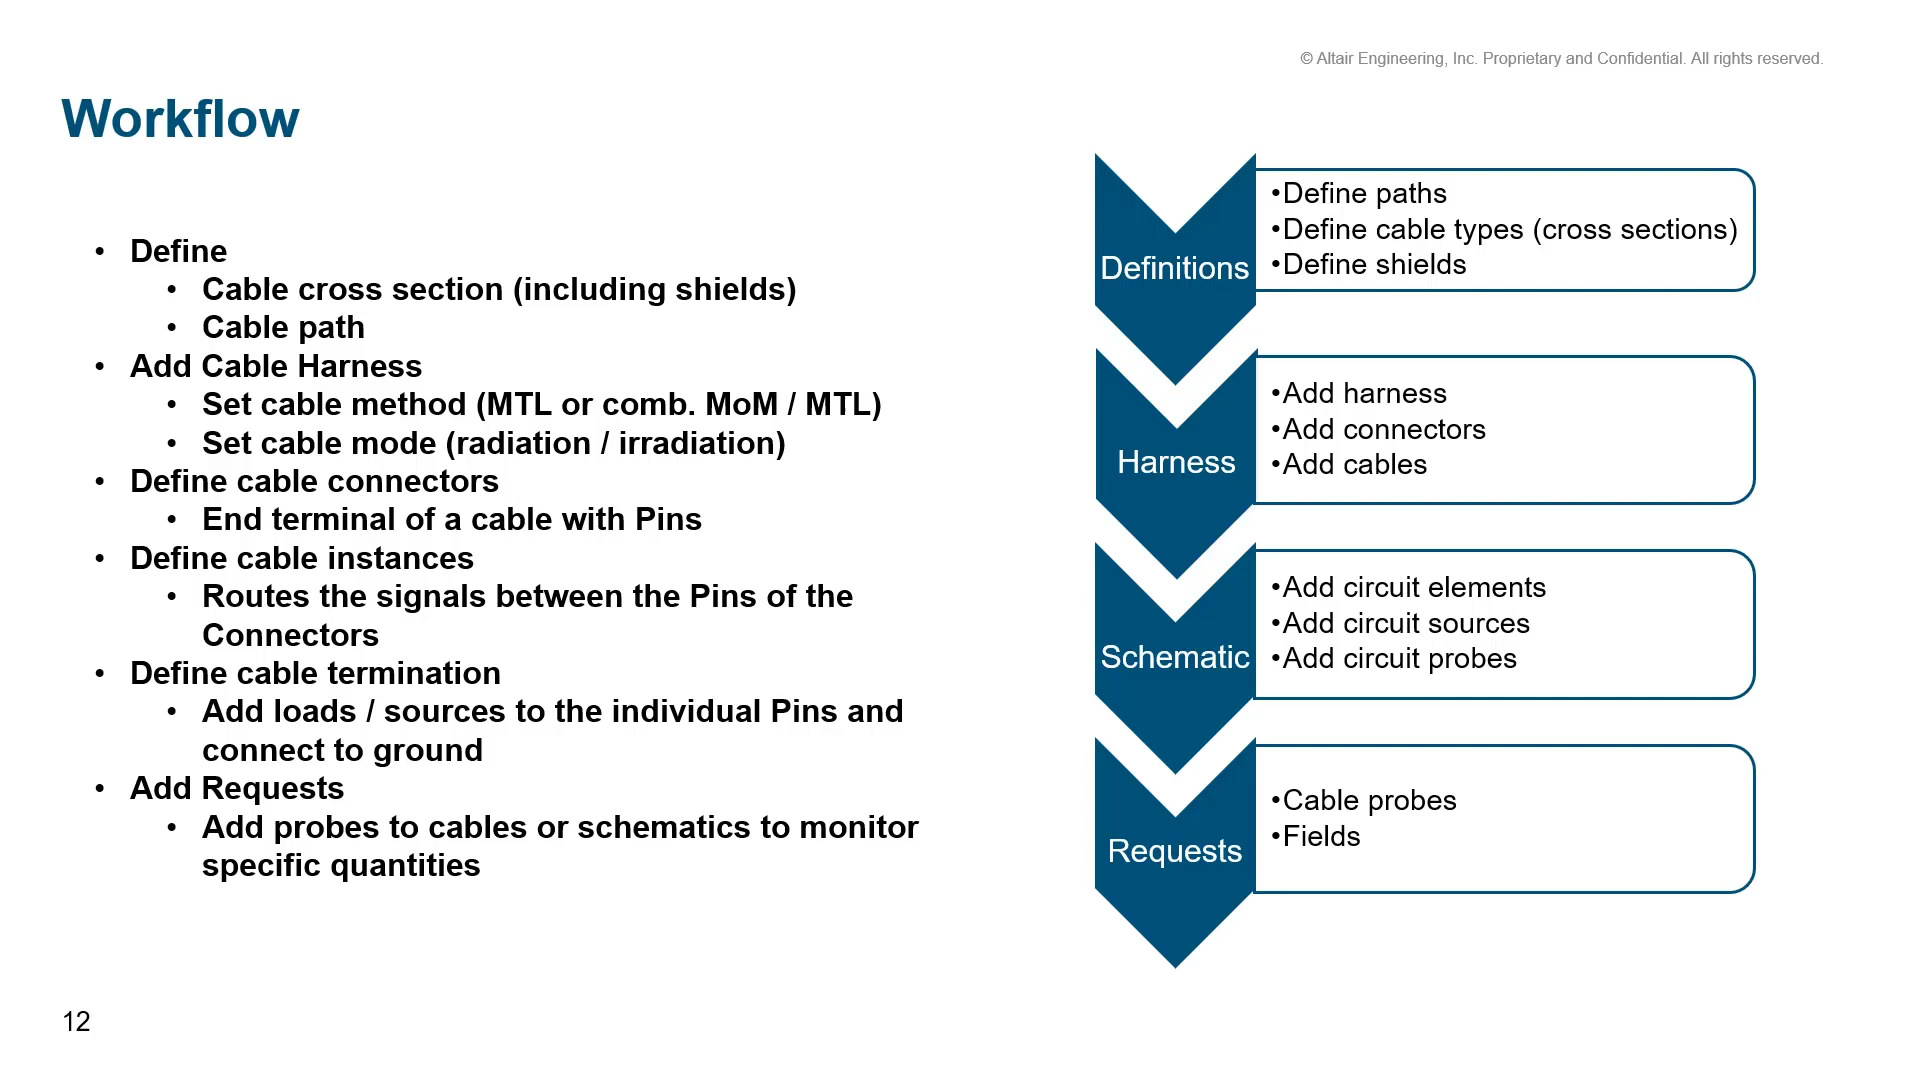 © Altair Engineering, Inc. Proprietary and Confidential. All rights reserved.
Workflow
• Define
• Cable cross section (including shields)
• Cable path
• Add Cable Harness
• Set cable method (MTL or comb. MoM / MTL)
• Set cable mode (radiation / irradiation)
• Define cable connectors
• End terminal of a cable with Pins
• Define cable instances
• Routes the signals between the Pins of the
Connectors
• Define cable termination
• Add loads / sources to the individual Pins and
connect to ground
• Add Requests
• Add probes to cables or schematics to monitor
specific quantities
Definitions
•Define paths
•Define cable types (cross sections)
•Define shields
Harness
•Add harness
•Add connectors
•Add cables
Schematic
•Add circuit elements
•Add circuit sources
•Add circuit probes
Requests
•Cable probes
•Fields
12